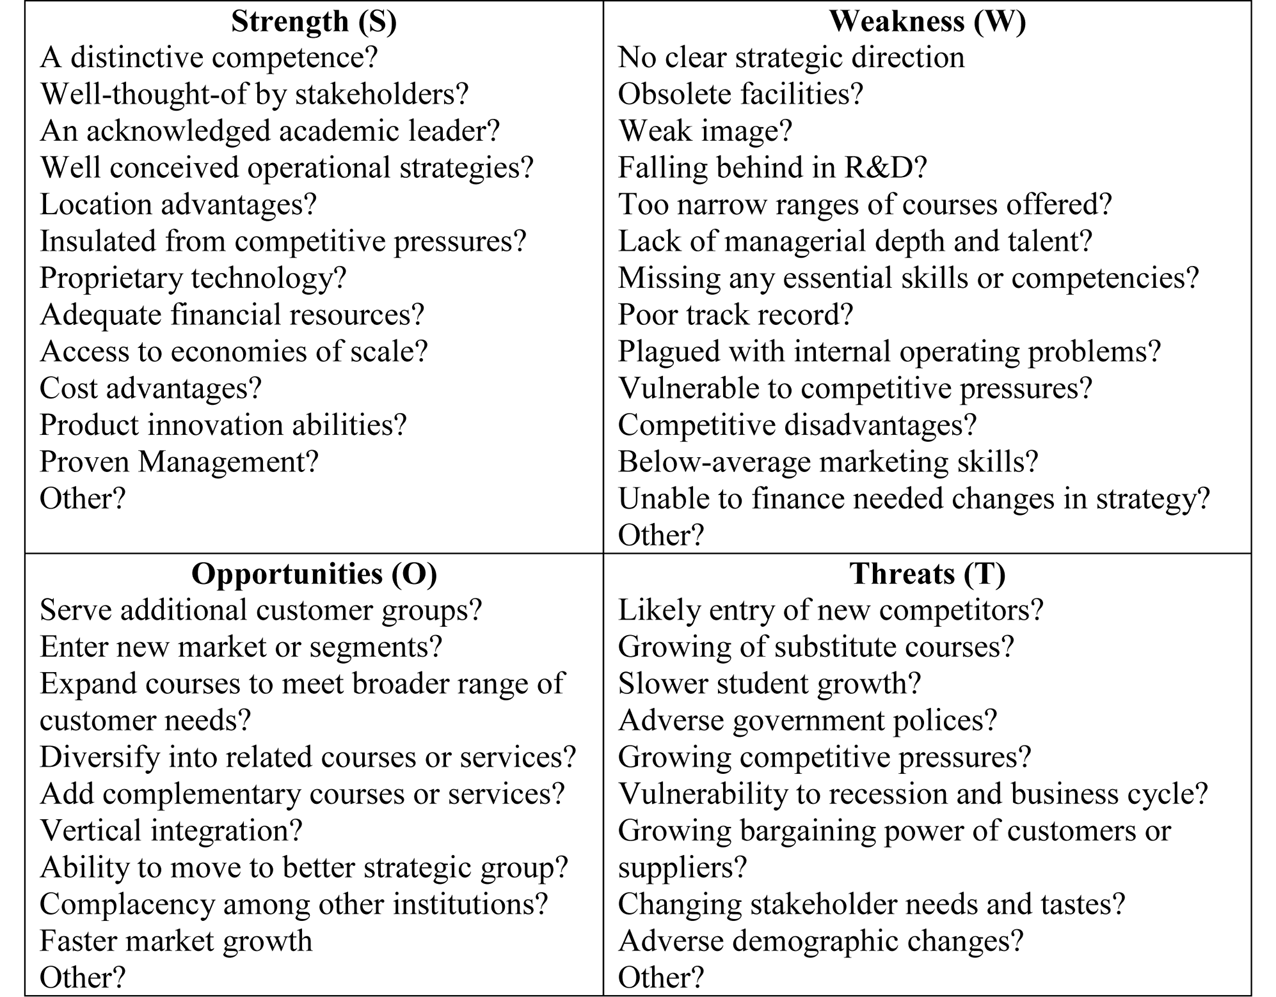 Strength (S)
A distinctive competence?
Well-thought-of by stakeholders?
An acknowledged academic leader?
Well conceived operational strategies?
Location advantages?
Insulated from competitive pressures?
Proprietary technology?
Adequate financial resources?
Access to economies of scale?
Cost advantages?
Product innovation abilities?
Proven Management?
Other?
Weakness (W)
No clear strategic direction
Obsolete facilities?
Weak image?
Falling behind in R&D?
Too narrow ranges of courses offered?
Lack of managerial depth and talent?
Missing any essential skills or competencies?
Poor track record?
Plagued with internal operating problems?
Vulnerable to competitive pressures?
Competitive disadvantages?
Below-average marketing skills?
Unable to finance needed changes in strategy?
Other?
Opportunities (O)
Serve additional customer groups?
Enter new market or segments?
Expand courses to meet broader range of
customer needs?
Diversify into related courses or services?
Add complementary courses or services?
Vertical integration?
Ability to move to better strategic group?
Complacency among other institutions?
Faster market growth
Other?
Threats (T)
Likely entry of new competitors?
Growing of substitute courses?
Slower student growth?
Adverse government polices?
Growing competitive pressures?
Vulnerability to recession and business cycle?
Growing bargaining power of customers or
suppliers?
Changing stakeholder needs and tastes?
Adverse demographic changes?
Other?